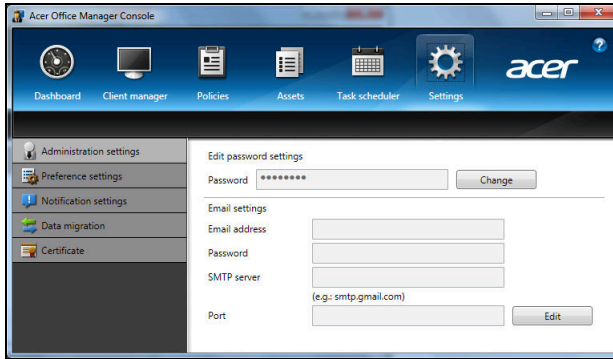 Acer Office Manager Console
Dashboard Client manager Policies Assets Task scheduler Settings
acer
?
Administration settings
Preference settings
Notification settings
Data migration
Certificate
Edit password settings
Password ******** Change
Email settings
Email address
Password
SMTP server
(e.g.: smtp.gmail.com)
Port Edit